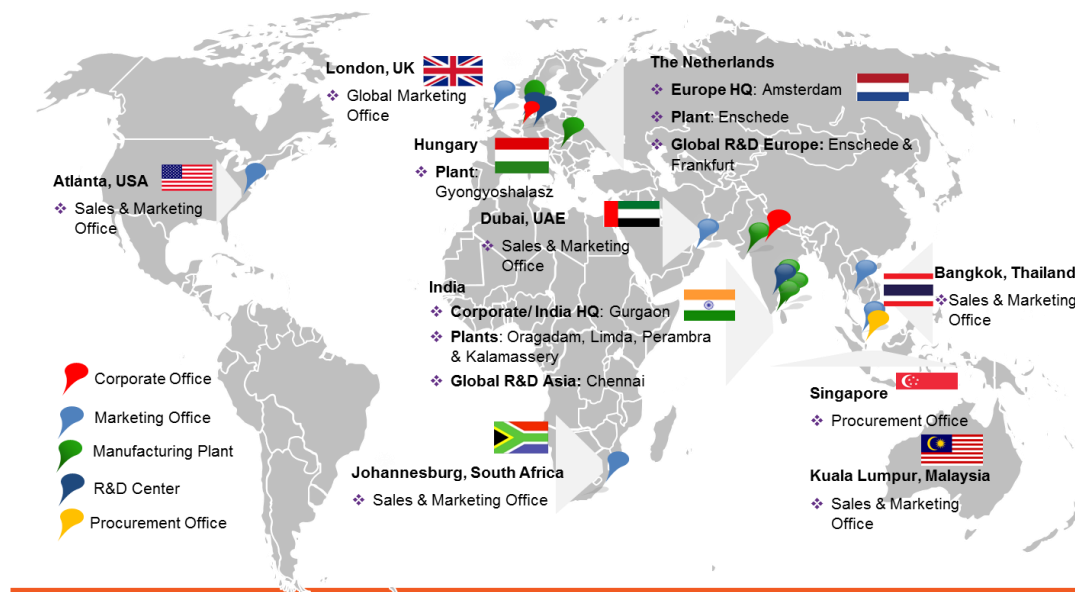 London, UK
❖ Global Marketing
Office
The Netherlands
❖ Europe HQ: Amsterdam
❖ Plant: Enschede
❖ Global R&D Europe: Enschede &
Frankfurt
Hungary
❖ Plant:
Gyongyoshalasz
Atlanta, USA
❖ Sales & Marketing
Office
Dubai, UAE
❖ Sales & Marketing
Office
Bangkok, Thailand
❖ Sales & Marketing
Office
India
❖ Corporate/ India HQ: Gurgaon
❖ Plants: Oragadam, Limda, Perambra
& Kalamassery
❖ Global R&D Asia: Chennai
Singapore
❖ Procurement Office
Kuala Lumpur, Malaysia
❖ Sales & Marketing
Office
Johannesburg, South Africa
❖ Sales & Marketing Office
Corporate Office
Marketing Office
Manufacturing Plant
R&D Center
Procurement Office